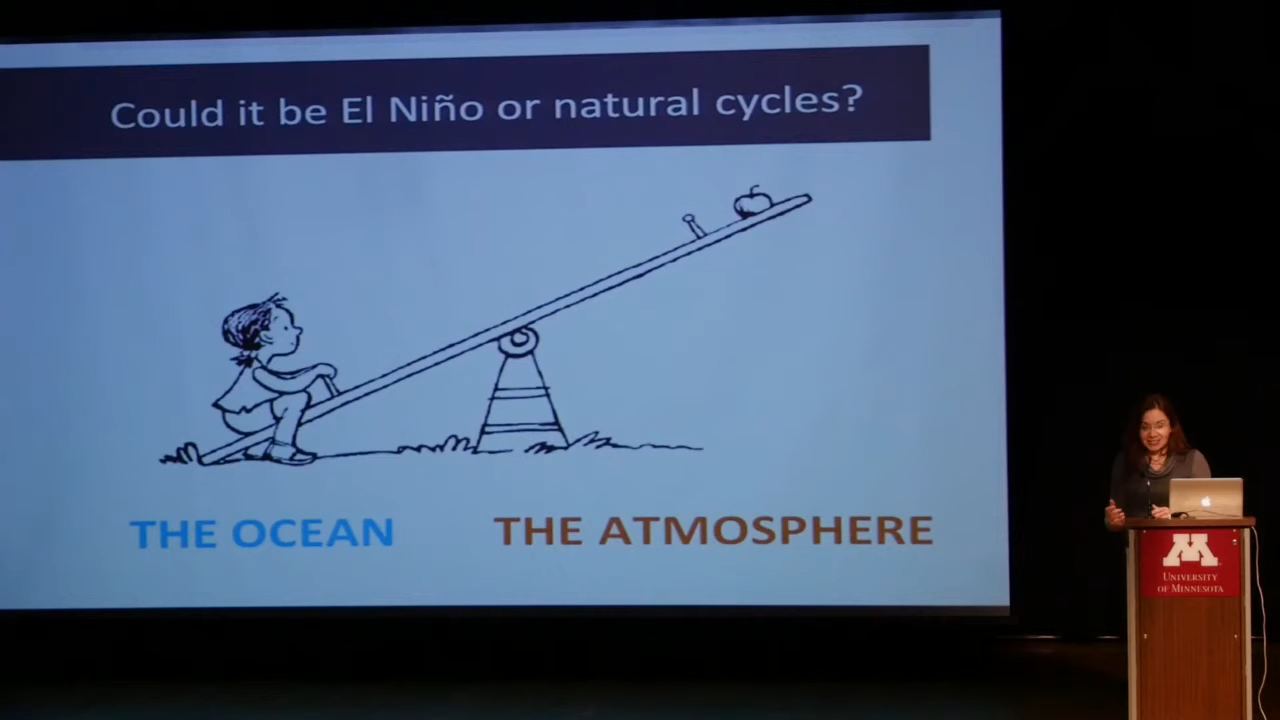 Could it be El Niño or natural cycles?
THE OCEAN
THE ATMOSPHERE
M
UNIVERSITY
OF MINNESOTA